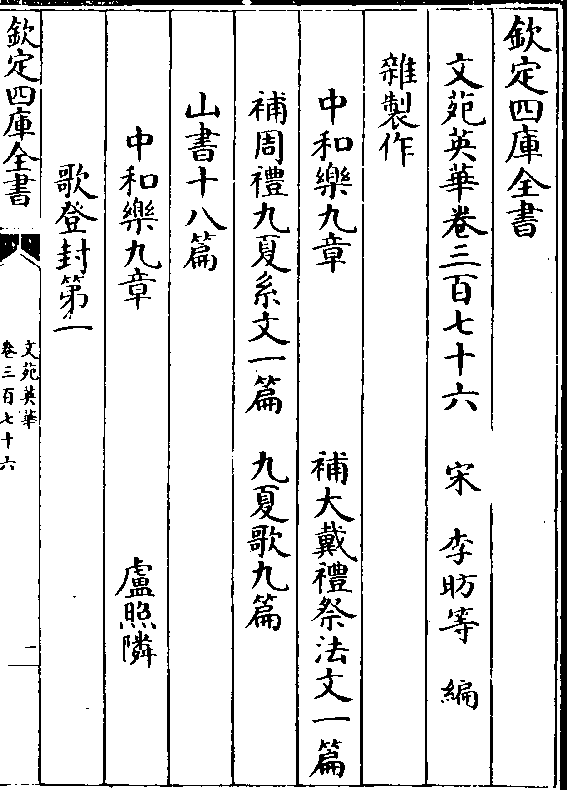 欽定四庫全書
文苑英華卷三百七十六　宋　李昉等　編
雜製作
中和樂九章　補大戴禮祭法文一篇
補周禮九夏系文一篇　九夏歌九篇
山書十八篇
中和樂九章　盧照隣
歌登封第一
欽定四庫全書
文苑英華
卷三百七十六
一